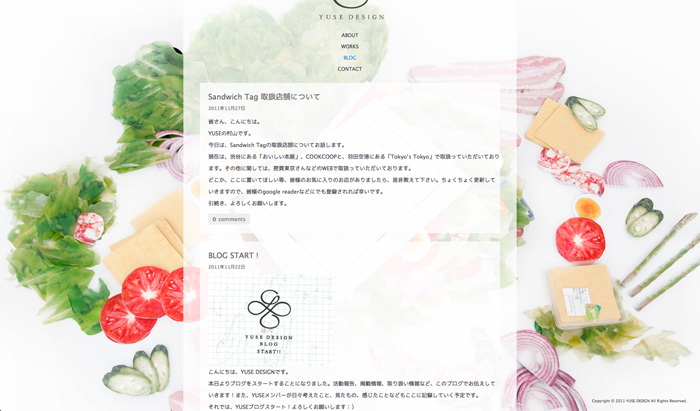 YUSE DESIGN
ABOUT
WORKS
BLOG
CONTACT
Sandwich Tag 取扱店舗について
2011年11月27日
皆さん、こんにちは。
YUSEの村山です。
今日は、Sandwich Tagの取扱店舗についてお話します。
現在は、渋谷にある「おいしい本屋」、COOKCOOPと、羽田空港にある「Tokyo's Tokyo」で取扱っていただいており
ます。その他に関しては、癒賀東京さんなどのWEBで取扱っていただいております。
どこか、ここに置いてほしい等、皆様のお気に入りのお店がありましたら、是非教えて下さい。ちょくちょく更新して
いきますので、皆様のgoogle readerなどにでも登録されれば幸いです。
引続き、よろしくお願いします。
0 comments
BLOG START !
2011年11月22日
YUSE DESIGN
BLOG
START!!
こんにちは、YUSE DESIGNです。
本日よりブログをスタートすることになりました。活動報告、掲載情報、取り扱い情報など、このブログでお伝えして
いきます！また、YUSEメンバーが日々考えたこと、見たもの、感じたことなどもここに記録していく予定です。
それでは、YUSEブログスタート！よろしくお願いします：）
Copyright © 2011 YUSE DESIGN All Rights Reserved.